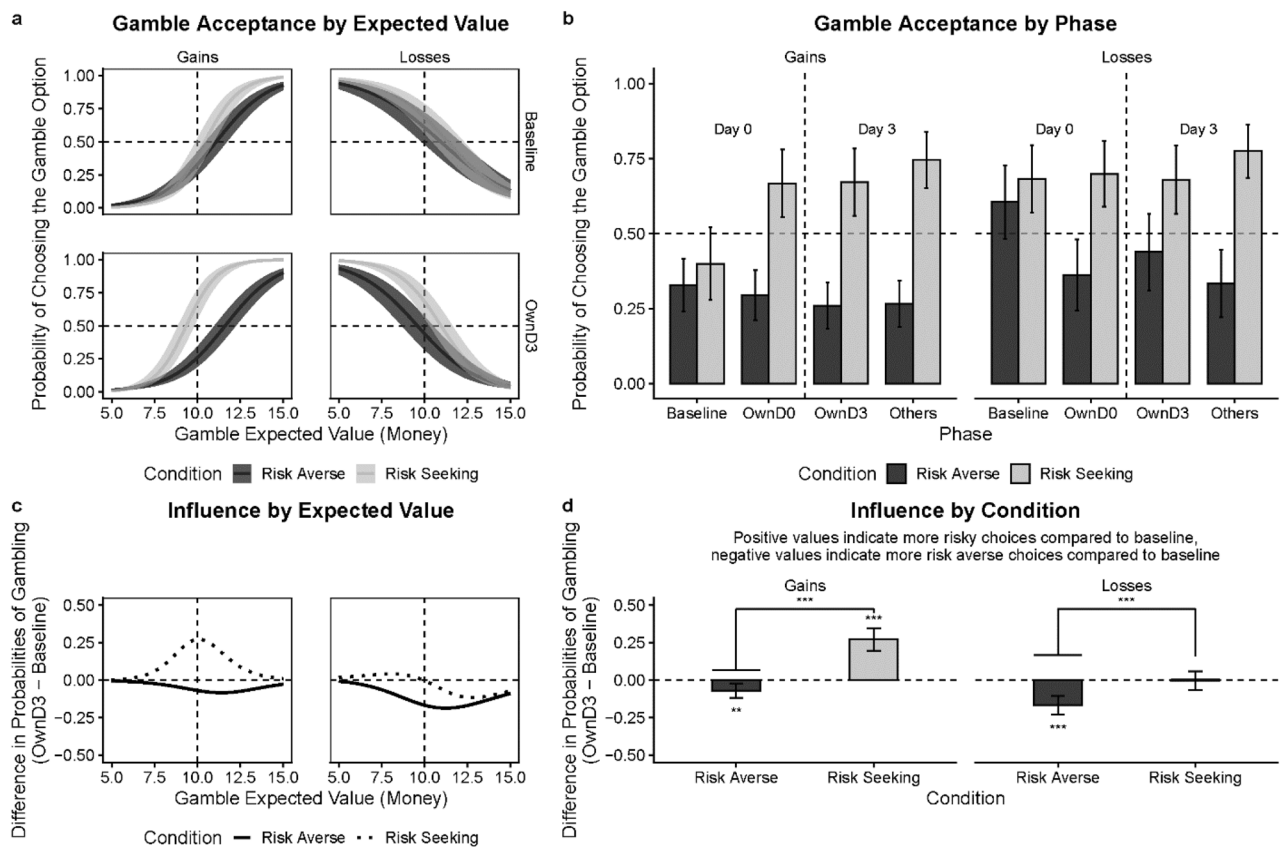 a
Gamble Acceptance by Expected Value
Gains
Losses
Probability of Choosing the Gamble Option
1.00
0.75
0.50
0.25
0.00
Baseline
1.00
0.75
0.50
0.25
0.00
OwnD3
5.0 7.5 10.0 12.5 15.0
5.0 7.5 10.0 12.5 15.0
Gamble Expected Value (Money)
Condition Risk Averse Risk Seeking
b
Gamble Acceptance by Phase
Gains
Losses
Probability of Choosing the Gamble Option
1.00
0.75
0.50
0.25
0.00
Day 0 Day 3
Day 0 Day 3
Baseline OwnD0 OwnD3 Others
Baseline OwnD0 OwnD3 Others
Phase
Condition Risk Averse Risk Seeking
c
Influence by Expected Value
Difference in Probabilities of Gambling
(OwnD3 − Baseline)
0.50
0.25
0.00
−0.25
−0.50
5.0 7.5 10.0 12.5 15.0
5.0 7.5 10.0 12.5 15.0
Gamble Expected Value (Money)
Condition Risk Averse Risk Seeking
d
Influence by Condition
Positive values indicate more risky choices compared to baseline,
negative values indicate more risk averse choices compared to baseline
Gains
Losses
Difference in Probabilities of Gambling
(OwnD3 − Baseline)
0.50
0.25
0.00
−0.25
−0.50
***
***
**
***
***
Risk Averse Risk Seeking
Risk Averse Risk Seeking
Condition